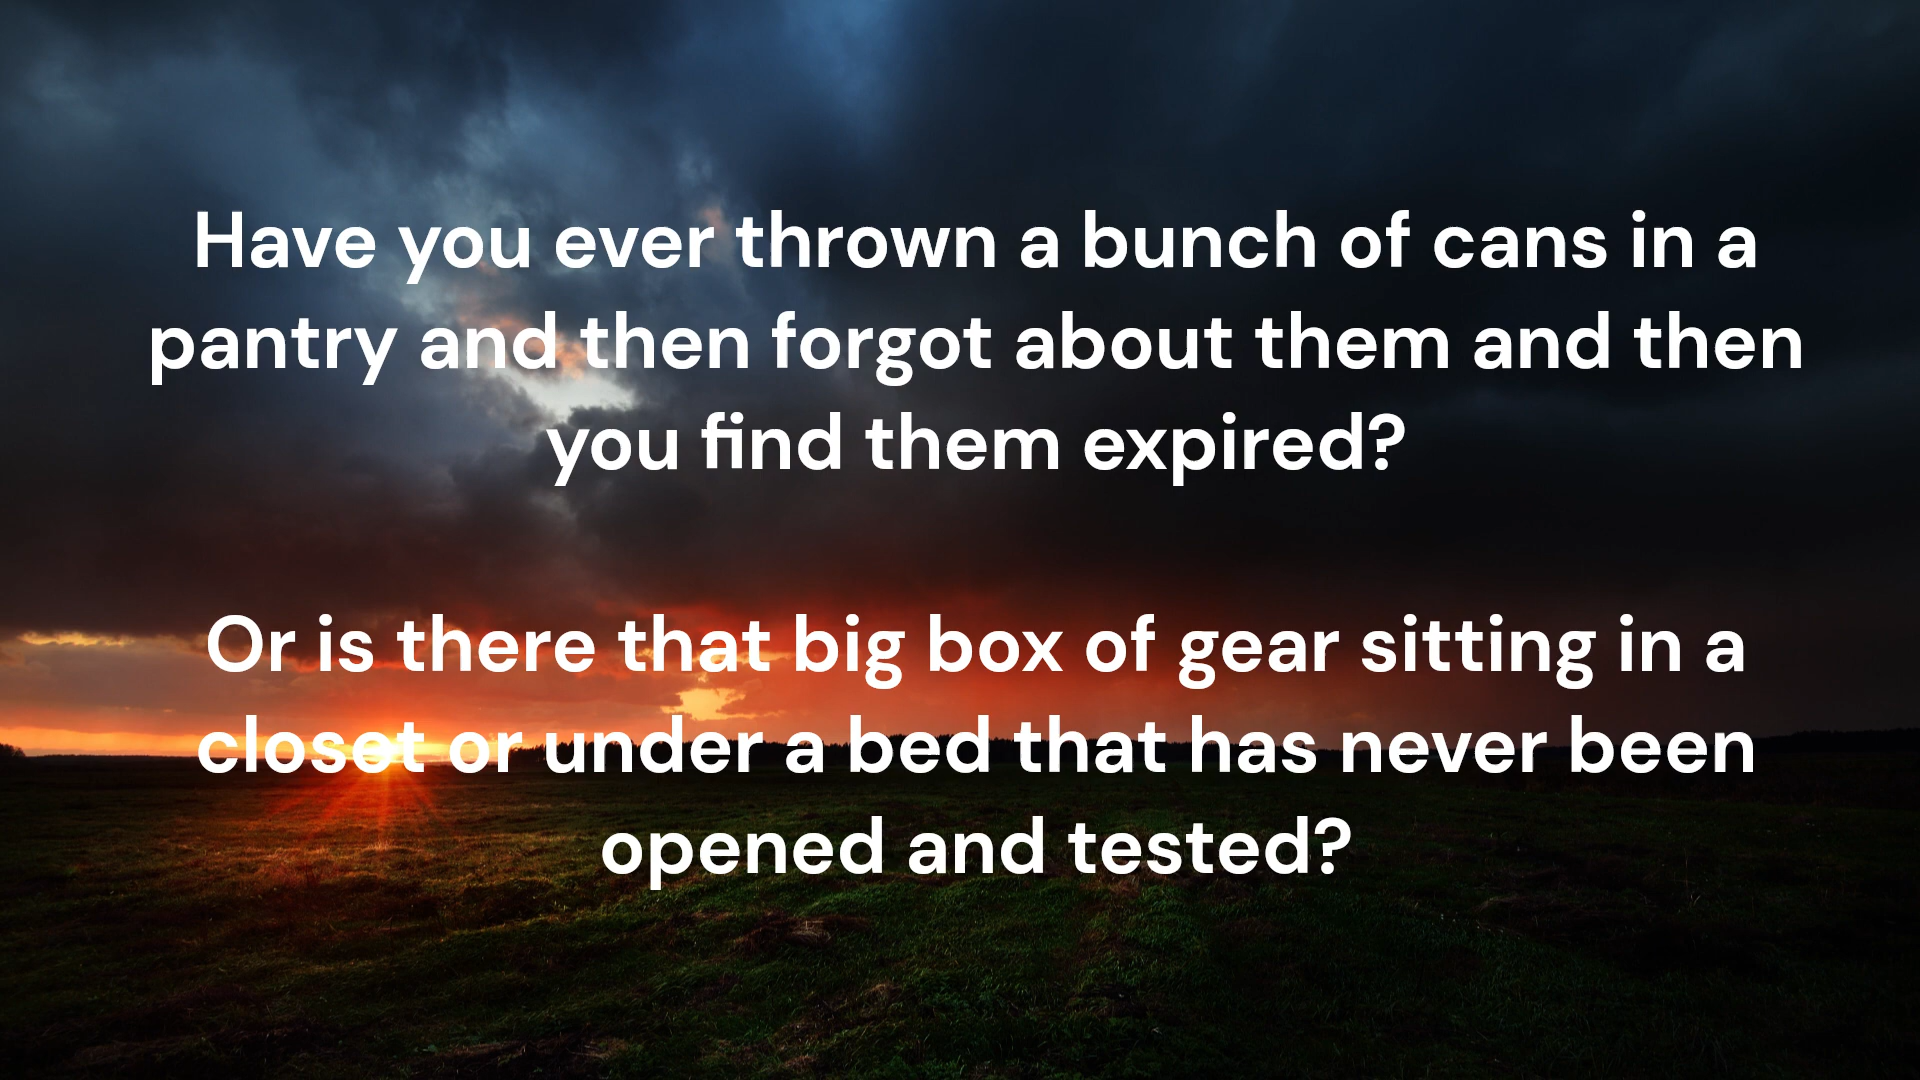 Have you ever thrown a bunch of cans in a
pantry and then forgot about them and then
you find them expired?
Or is there that big box of gear sitting in a
closet or under a bed that has never been
opened and tested?